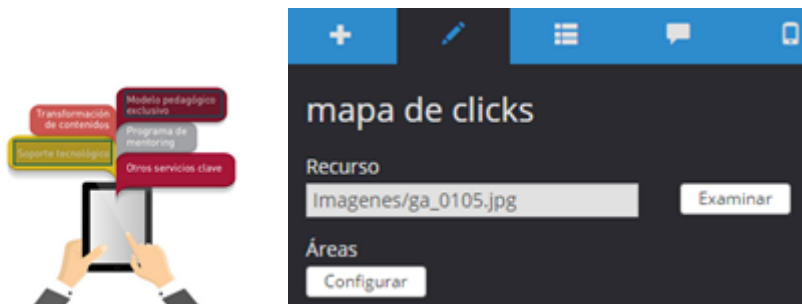 Modelo pedagógico
exclusivo
Transformación
de contenidos
Programa de
mentoring
Soporte tecnológico
Otros servicios clave
mapa de clicks
Recurso
Imagenes/ga_0105.jpg
Examinar
Áreas
Configurar